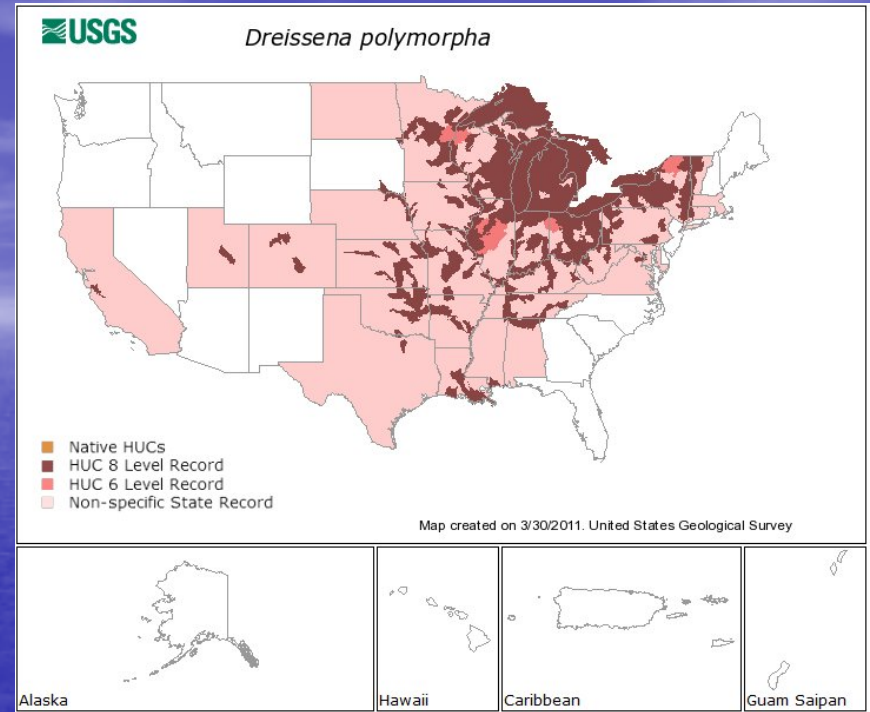 USGS
Dreissena polymorpha
Native HUCs
HUC 8 Level Record
HUC 6 Level Record
Non-specific State Record
Map created on 3/30/2011. United States Geological Survey
Alaska
Hawaii
Caribbean
Guam Saipan